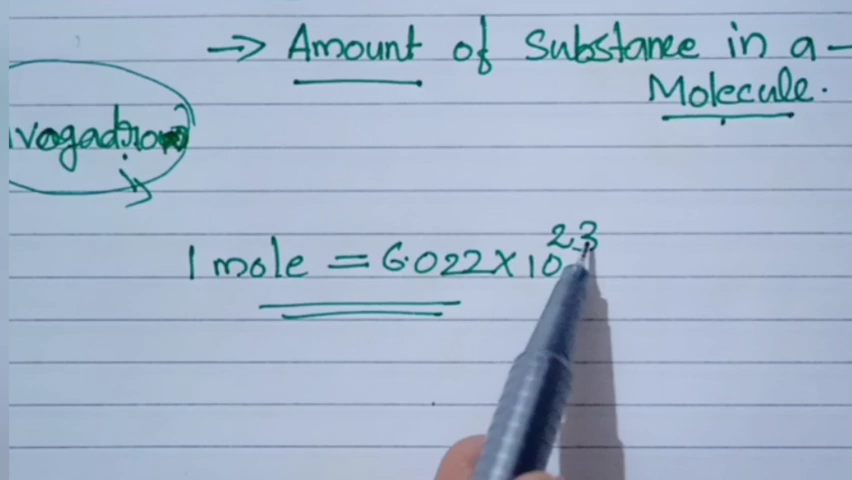 → Amount of Substance in a -
Molecule.
vogadro
1 mole = 6.022 × 10²³